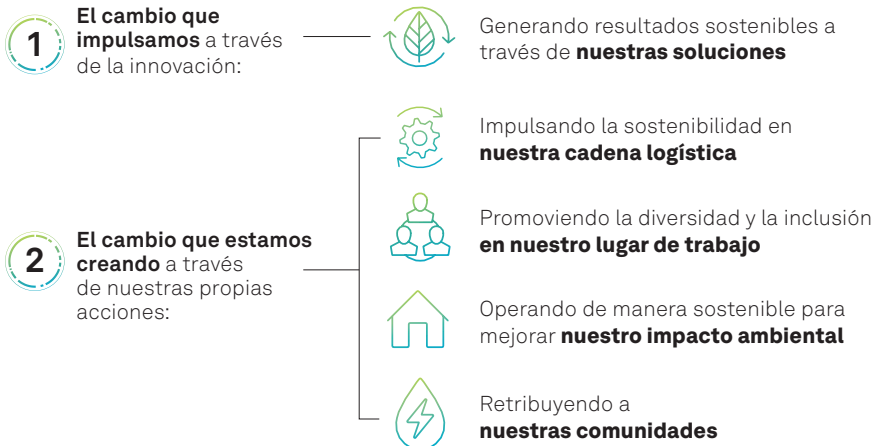 1
El cambio que
impulsamos a través
de la innovación:
Generando resultados sostenibles a
través de nuestras soluciones
2
El cambio que estamos
creando a través
de nuestras propias
acciones:
Impulsando la sostenibilidad en
nuestra cadena logística
Promoviendo la diversidad y la inclusión
en nuestro lugar de trabajo
Operando de manera sostenible para
mejorar nuestro impacto ambiental
Retribuyendo a
nuestras comunidades